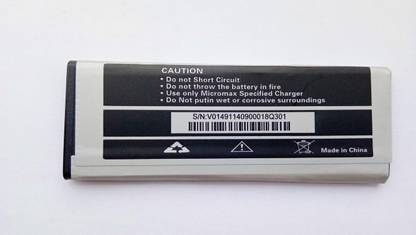 CAUTION
• Do not Short Circuit
• Do not throw the battery in fire
• Use only Micromax Specified Charger
• Do Not putin wet or corrosive surroundings
S/N:V01491140900018Q301
Made in China